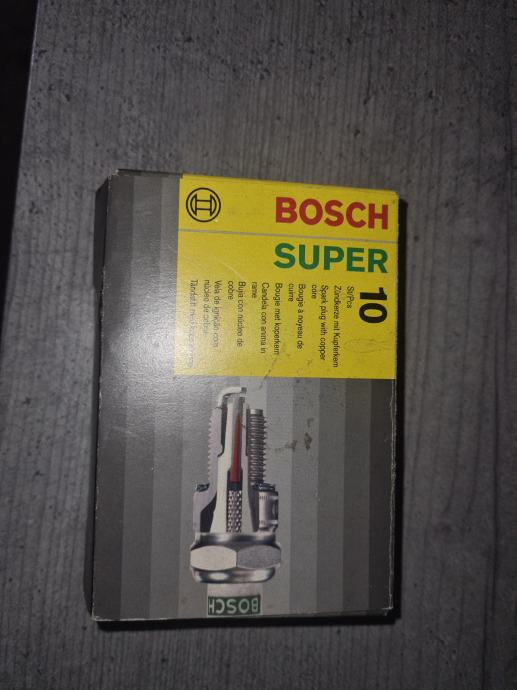 BOSCH
SUPER
10
St/Pcs
Zündkerze mit Kupferkern
Spark plug with copper
core
Bougie à noyeau de
cuivre
Bougie met koperkern
Candela con anima in
rame
Bujía con núcleo de
cobre
Vela de ignição com
núcleo de cobre
BOSCH